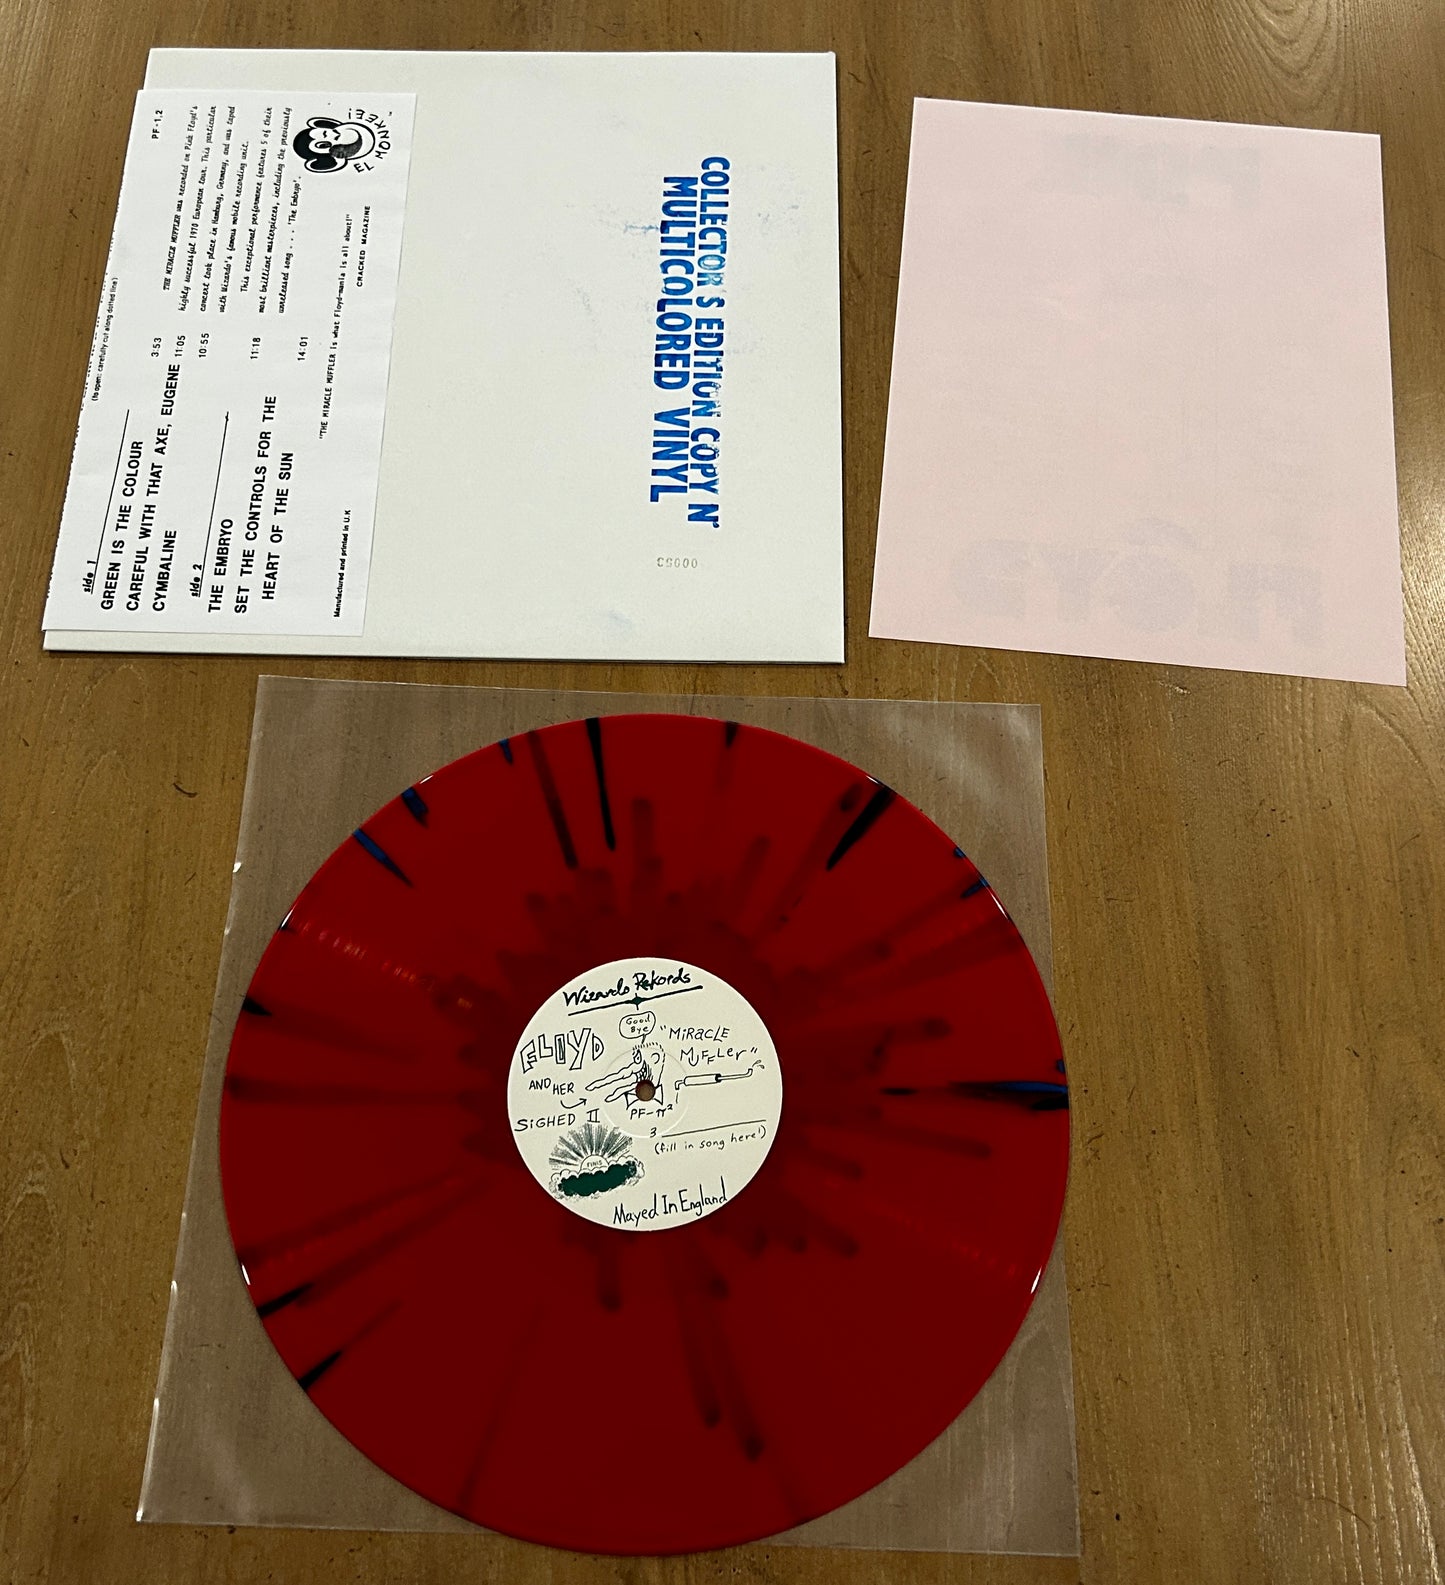 PF-1,2
side 1
GREEN IS THE COLOUR 3:53
CAREFUL WITH THAT AXE, EUGENE 11:05
CYMBALINE 10:55
side 2
THE EMBRYO 11:18
SET THE CONTROLS FOR THE
HEART OF THE SUN 14:01
(to open: carefully cut along dotted line)
THE MIRACLE MUFFLER was recorded on Pink Floyd's
highly successful 1970 European tour. This particular
concert took place in Hamburg, Germany, and was taped
with Wizardo's famous mobile recording unit.
This exceptional performance features 5 of their
most brilliant masterpieces, including the previously
unreleased song . . . 'The Embryo'.
"THE MIRACLE MUFFLER is what Floyd-mania is all about!"
CRACKED MAGAZINE
Manufactured and printed in U.K
EL MONKEY
COLLECTOR'S EDITION COPY N°
MULTICOLORED VINYL
Wizardo Rekords
Good
Bye
FLOYD
"MiRACLE
MUFFLer"
AND HER
SiGHED II
PF-π²
3
(fill in song here!)
FINIS
Mayed In England